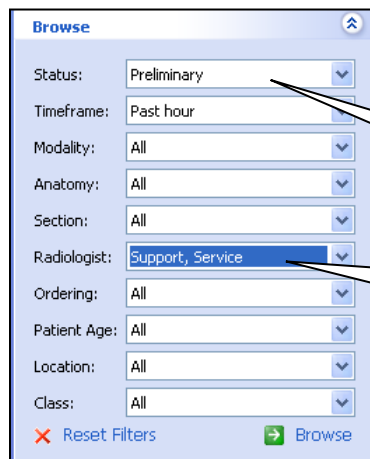 Browse
Status: Preliminary
Timeframe: Past hour
Modality: All
Anatomy: All
Section: All
Radiologist: Support, Service
Ordering: All
Patient Age: All
Location: All
Class: All
Reset Filters Browse